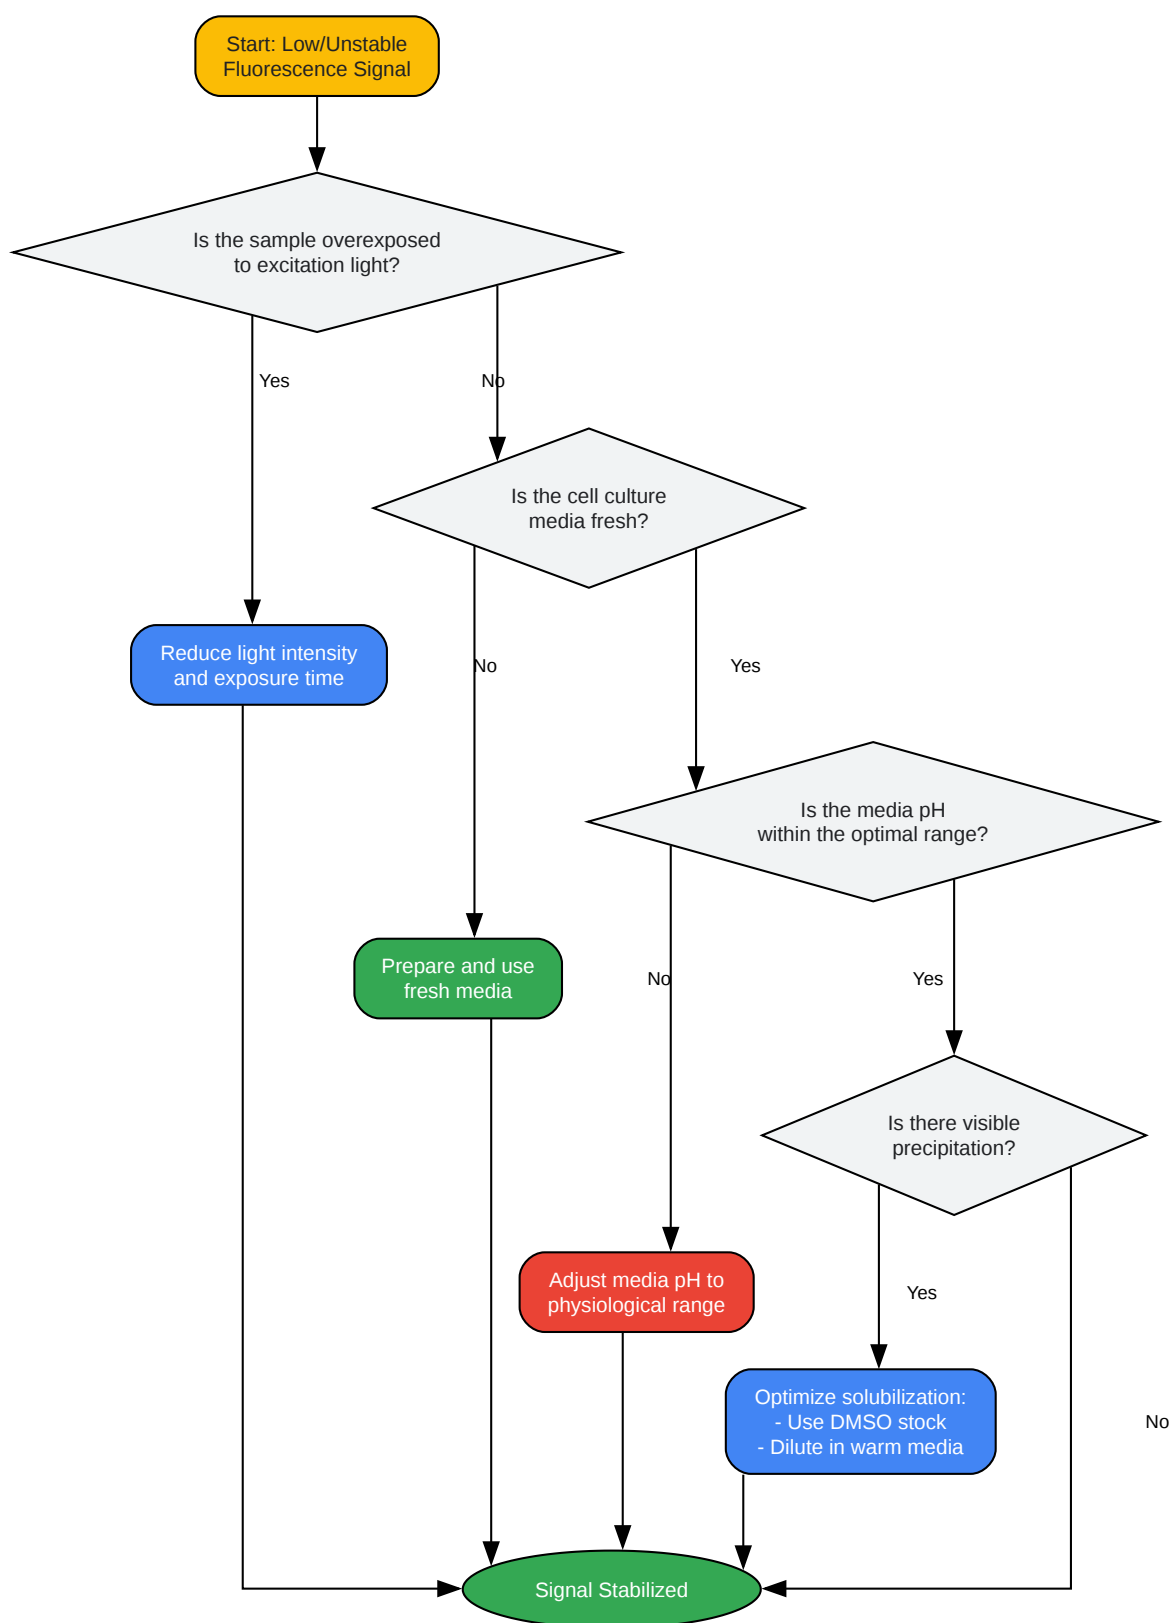 Start: Low/Unstable
Fluorescence Signal
Is the sample overexposed
to excitation light?
Yes
No
Is the cell culture
media fresh?
Reduce light intensity
and exposure time
No
Yes
Is the media pH
within the optimal range?
Prepare and use
fresh media
No
Yes
Is there visible
precipitation?
Adjust media pH to
physiological range
Yes
Optimize solubilization:
- Use DMSO stock
- Dilute in warm media
No
Signal Stabilized